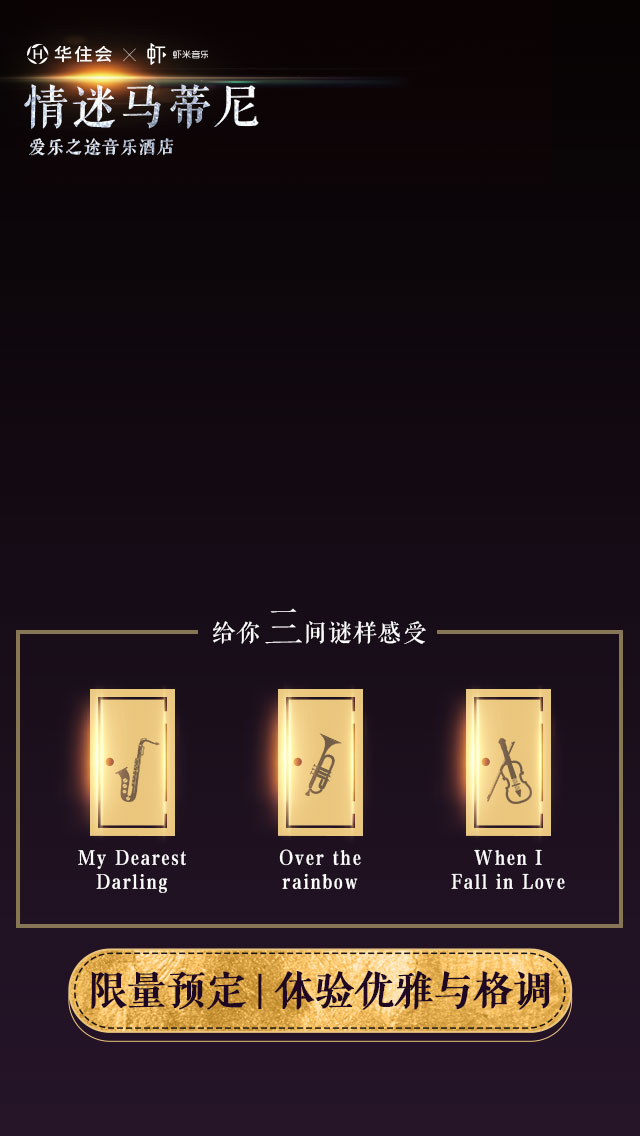 华住会 × 虾 虾米音乐
情迷马蒂尼
爱乐之途音乐酒店
给你三间谜样感受
My Dearest
Darling
Over the
rainbow
When I
Fall in Love
限量预定 | 体验优雅与格调